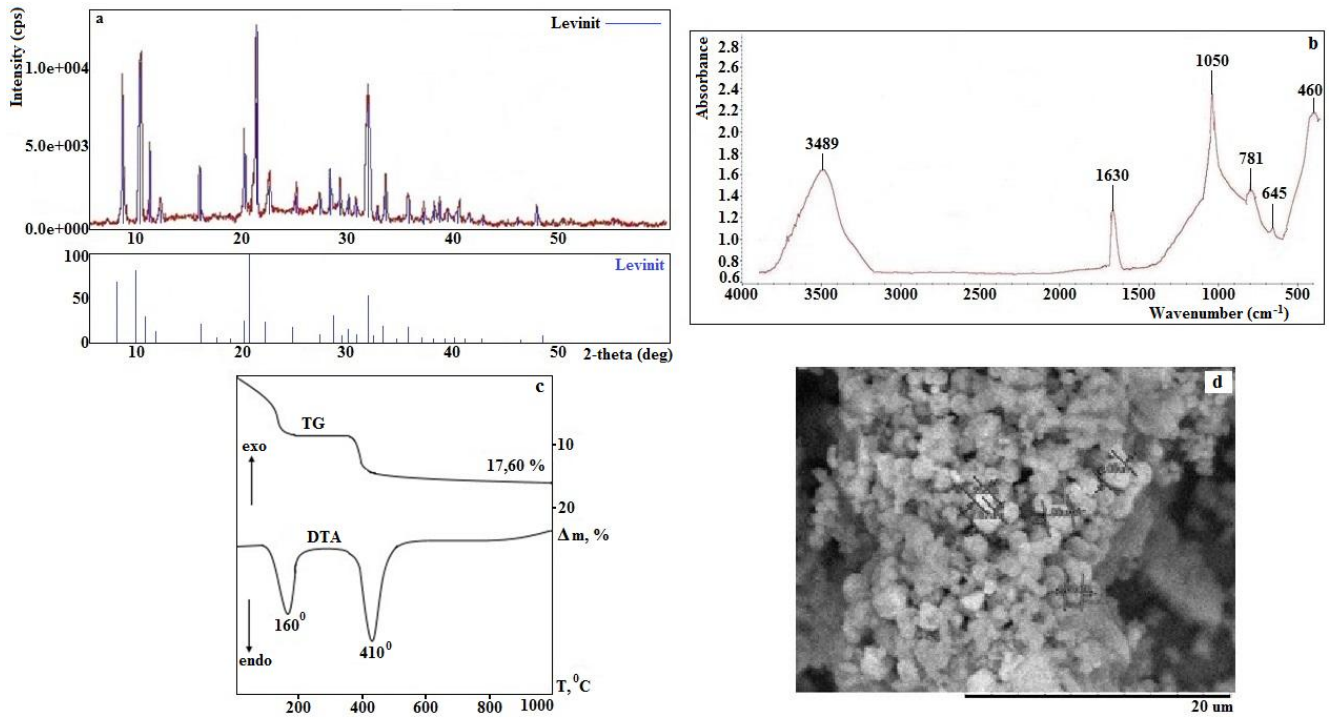 a
Levinit
Intensity (cps)
1.0e+004
5.0e+003
0.0e+000
10 20 30 40 50
Levinit
100
50
0
10 20 30 40 50 2-theta (deg)
b
Absorbance
2.8
2.6
2.4
2.2
2.0
1.8
1.6
1.4
1.2
1.0
0.8
0.6
3489
1630
1050
781
645
460
4000 3500 3000 2500 2000 1500 1000 500
Wavenumber (cm-1)
c
TG
exo
10
17,60 %
20
DTA
Δ m, %
160⁰
410⁰
endo
T, ⁰C
200 400 600 800 1000
d
20 um